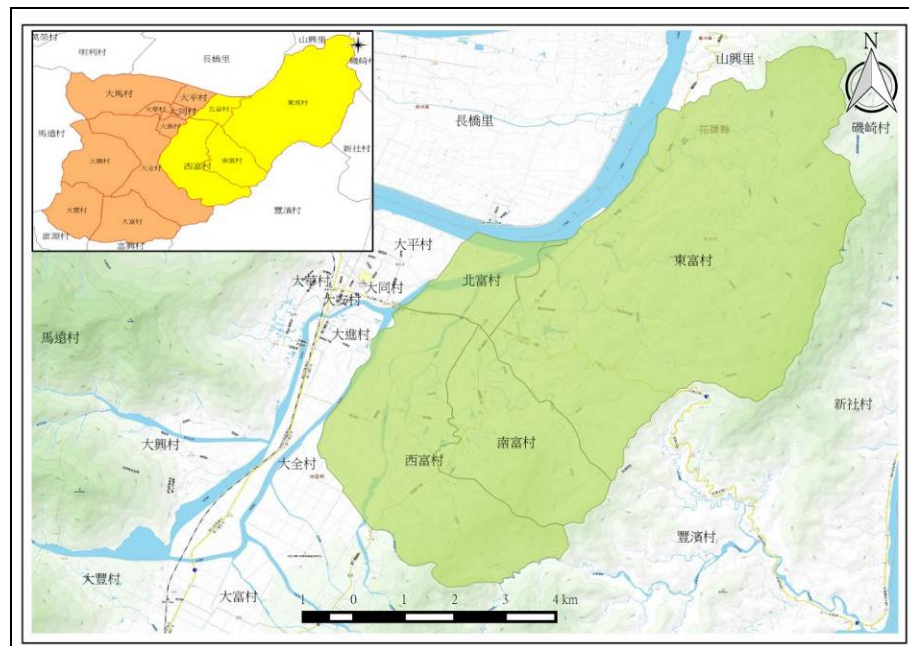 萬榮村
明利村
長橋里
山興里
磯崎村
大馬村
大平村
大華村
大同村
北富村
東富村
大進村
馬遠村
新社村
大興村
大全村
西富村
南富村
豐濱村
大豐村
大富村
富源村
富興村
山興里
N
長橋里
花蓮縣
磯崎村
大平村
東富村
北富村
大華村
大同村
大安村
大進村
馬遠村
新社村
大興村
南富村
大全村
西富村
豐濱村
大豐村
大富村
1 0 1 2 3 4 km